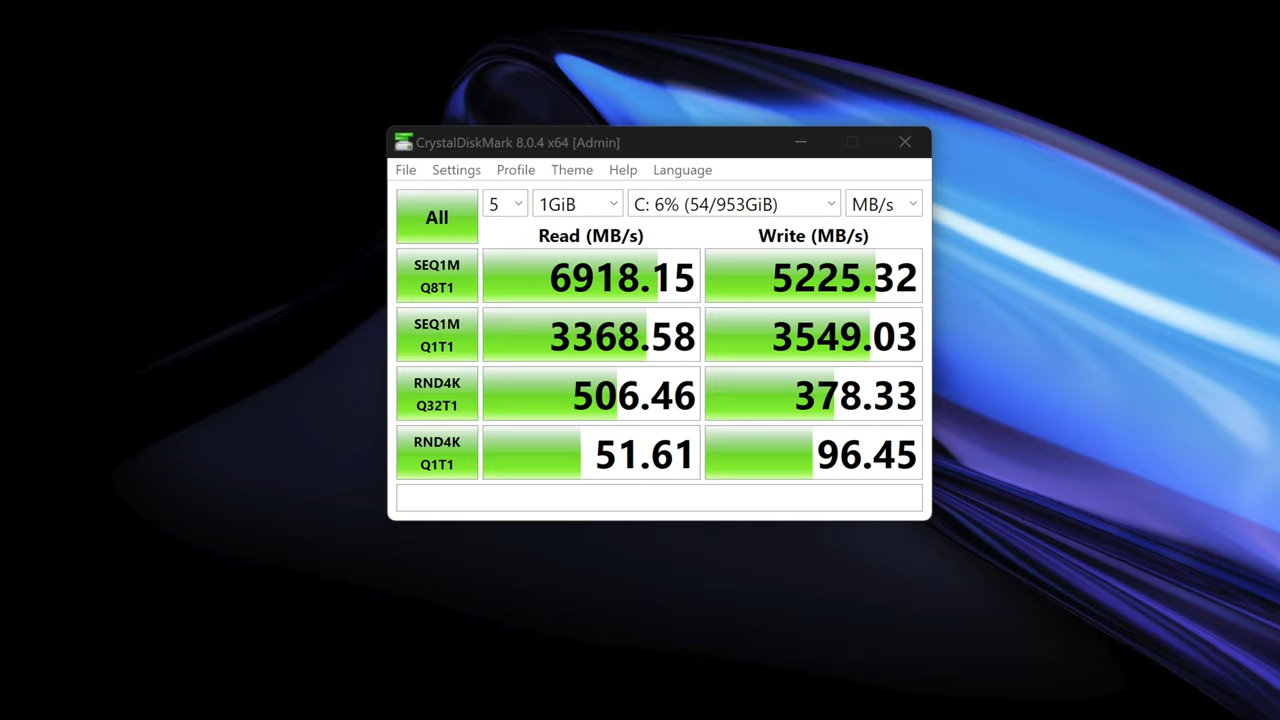 CrystalDiskMark 8.0.4 x64 [Admin]
File Settings Profile Theme Help Language
All 5 1GiB C: 6% (54/953GiB) MB/s
Read (MB/s) Write (MB/s)
SEQ1M
Q8T1
6918.15 5225.32
SEQ1M
Q1T1
3368.58 3549.03
RND4K
Q32T1
506.46 378.33
RND4K
Q1T1
51.61 96.45